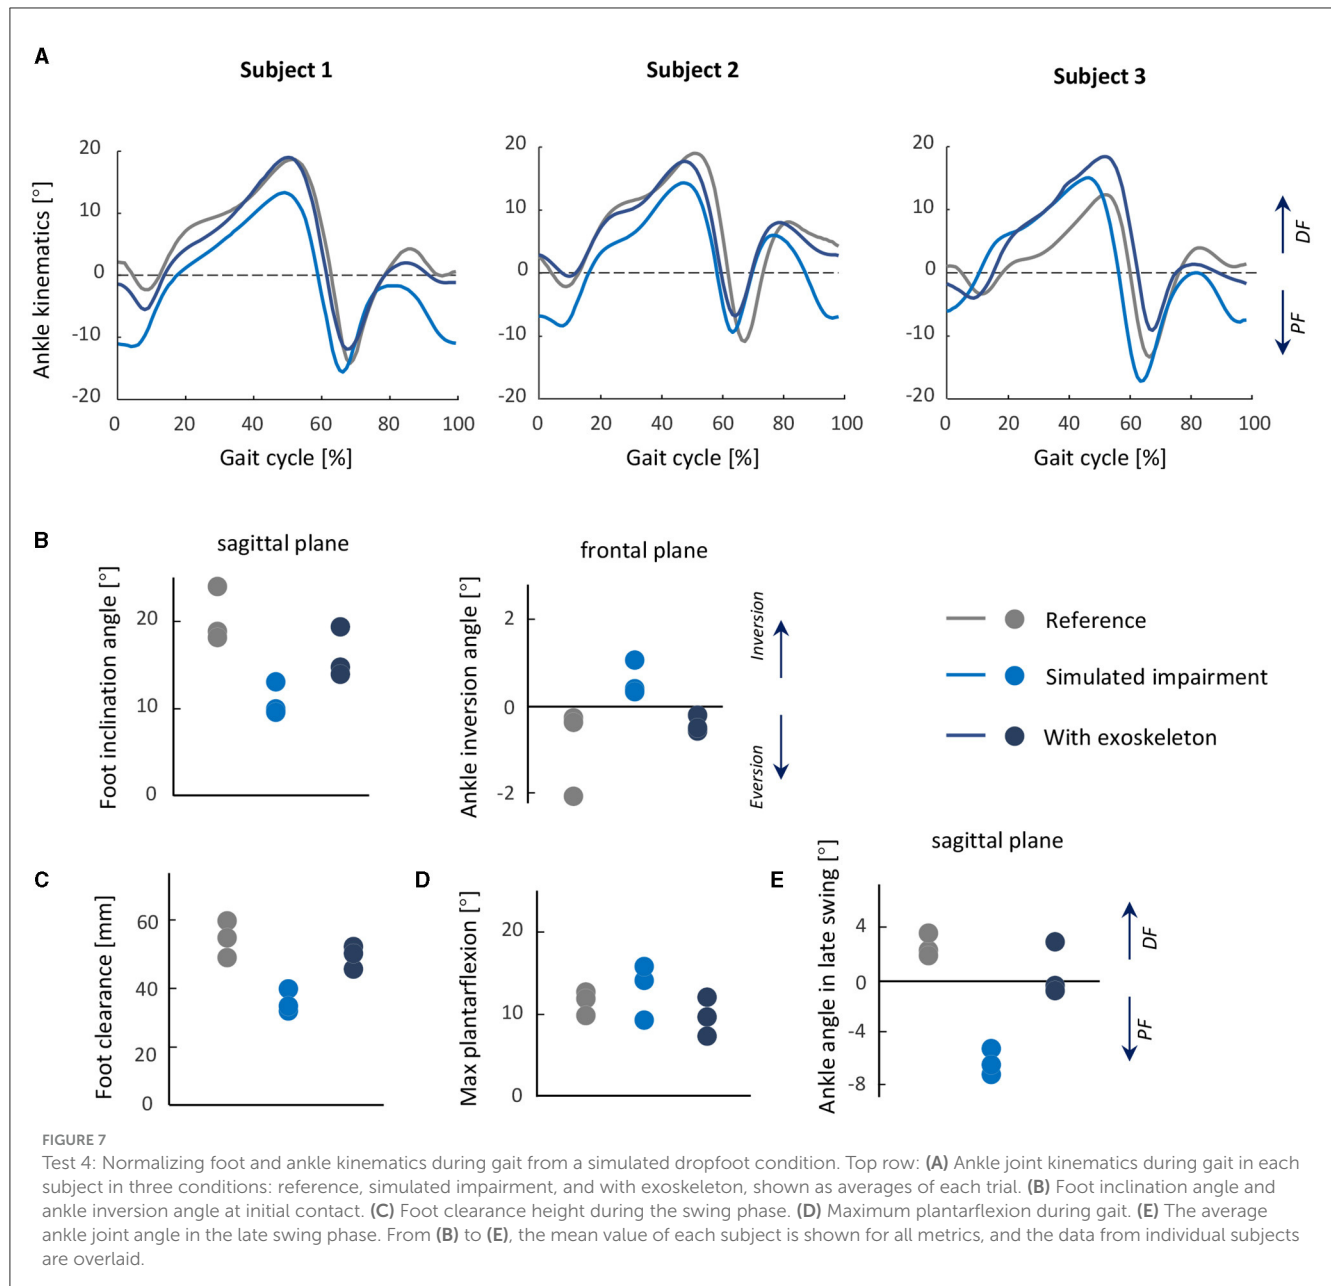 A
Subject 1
Subject 2
Subject 3
Ankle kinematics [°]
20
10
0
-10
-20
0 20 40 60 80 100
Gait cycle [%]
20
10
0
-10
-20
0 20 40 60 80 100
Gait cycle [%]
20
10
0
-10
-20
0 20 40 60 80 100
Gait cycle [%]
DF
PF
B
sagittal plane
Foot inclination angle [°]
20
10
0
frontal plane
Ankle inversion angle [°]
2
0
-2
Inversion
Eversion
Reference
Simulated impairment
With exoskeleton
C
Foot clearance [mm]
60
40
20
0
D
Max plantarflexion [°]
20
10
0
E
sagittal plane
Ankle angle in late swing [°]
4
0
-4
-8
DF
PF
FIGURE 7
Test 4: Normalizing foot and ankle kinematics during gait from a simulated dropfoot condition. Top row: (A) Ankle joint kinematics during gait in each
subject in three conditions: reference, simulated impairment, and with exoskeleton, shown as averages of each trial. (B) Foot inclination angle and
ankle inversion angle at initial contact. (C) Foot clearance height during the swing phase. (D) Maximum plantarflexion during gait. (E) The average
ankle joint angle in the late swing phase. From (B) to (E), the mean value of each subject is shown for all metrics, and the data from individual subjects
are overlaid.